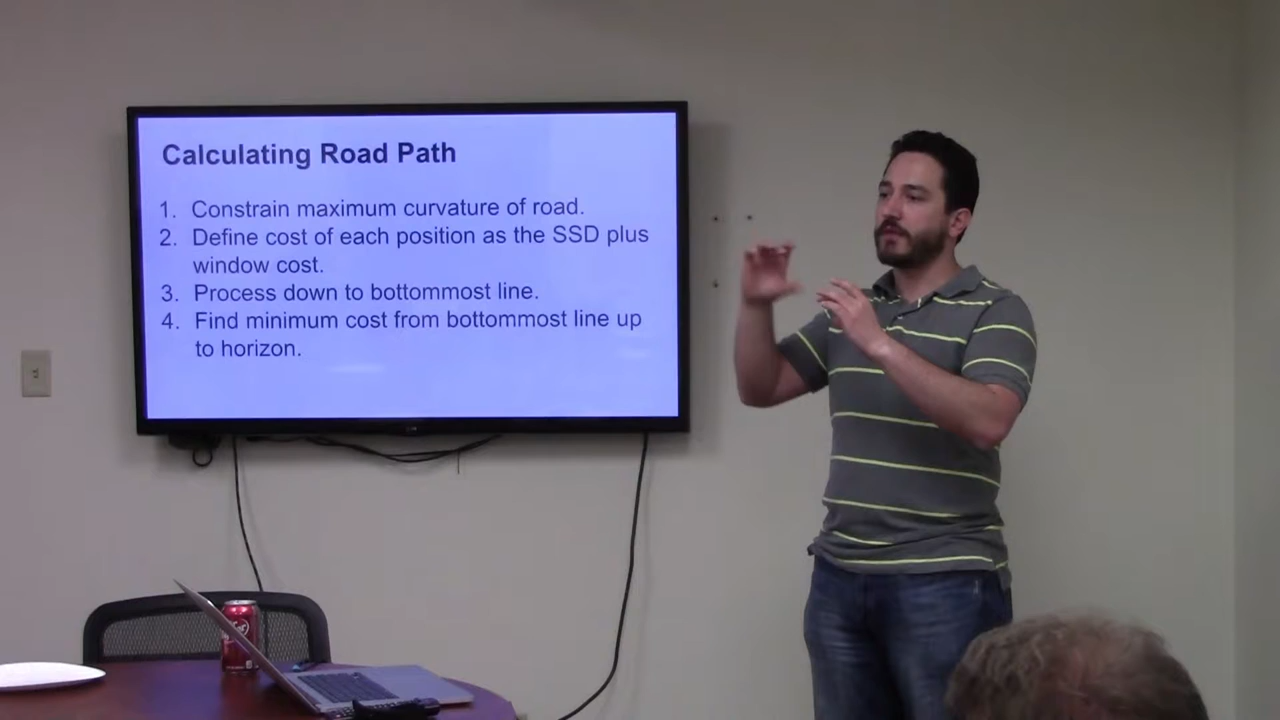 Calculating Road Path
1. Constrain maximum curvature of road.
2. Define cost of each position as the SSD plus
window cost.
3. Process down to bottommost line.
4. Find minimum cost from bottommost line up
to horizon.